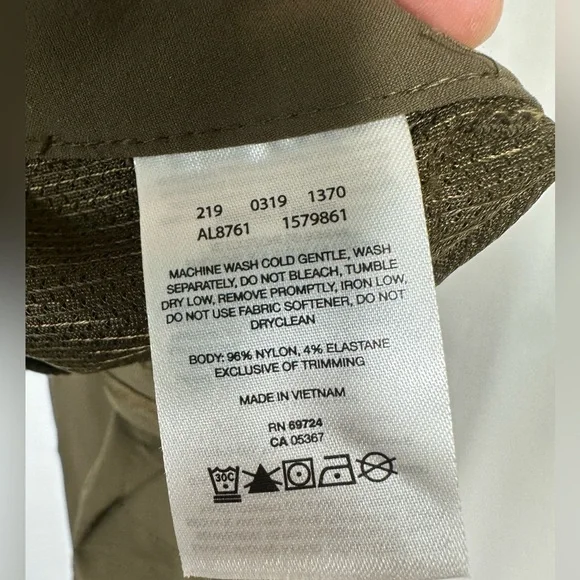 219 0319 1370
AL8761 1579861
MACHINE WASH COLD GENTLE, WASH
SEPARATELY, DO NOT BLEACH, TUMBLE
DRY LOW, REMOVE PROMPTLY, IRON LOW,
DO NOT USE FABRIC SOFTENER, DO NOT
DRYCLEAN
BODY: 96% NYLON, 4% ELASTANE
EXCLUSIVE OF TRIMMING
MADE IN VIETNAM
RN 69724
CA 05367
30C